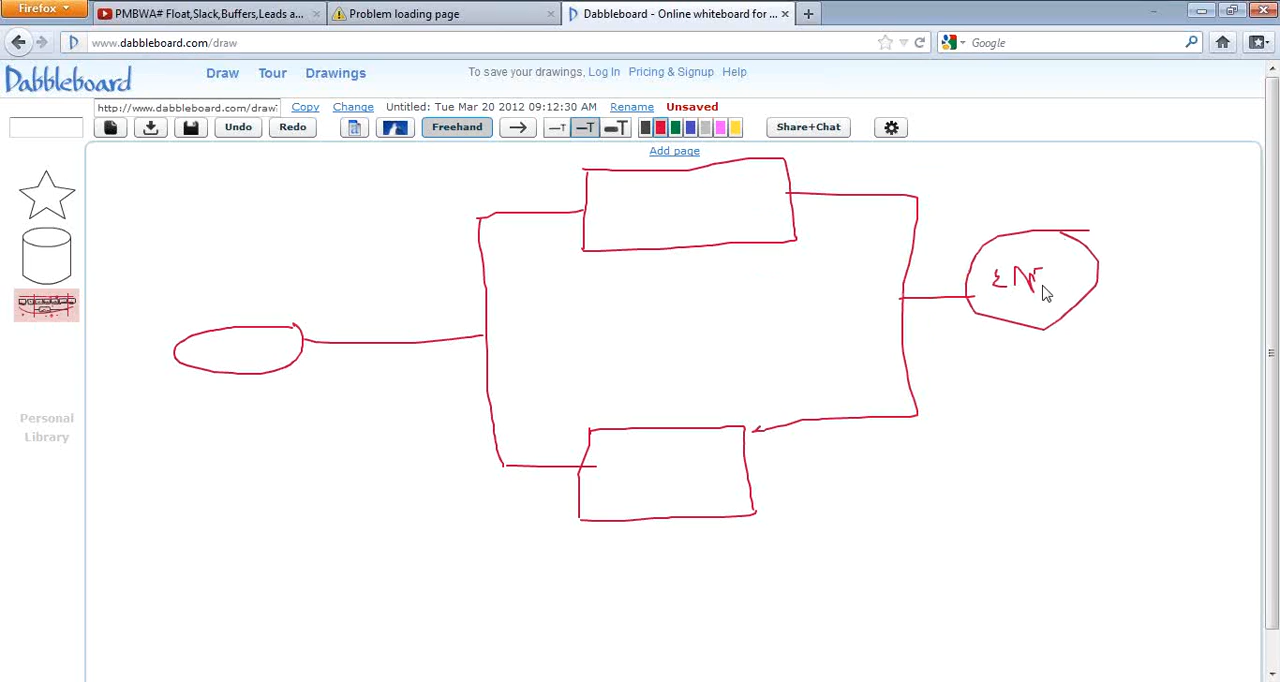 Firefox
PMBWA# Float,Slack,Buffers,Leads a...
Problem loading page
Dabbleboard - Online whiteboard for ...
www.dabbleboard.com/draw
Google
Dabbleboard
Draw
Tour
Drawings
To save your drawings, Log In Pricing & Signup Help
http://www.dabbleboard.com/draw
Copy
Change
Untitled: Tue Mar 20 2012 09:12:30 AM
Rename
Unsaved
Undo
Redo
Freehand
T
T
T
Share+Chat
Add page
Personal
Library